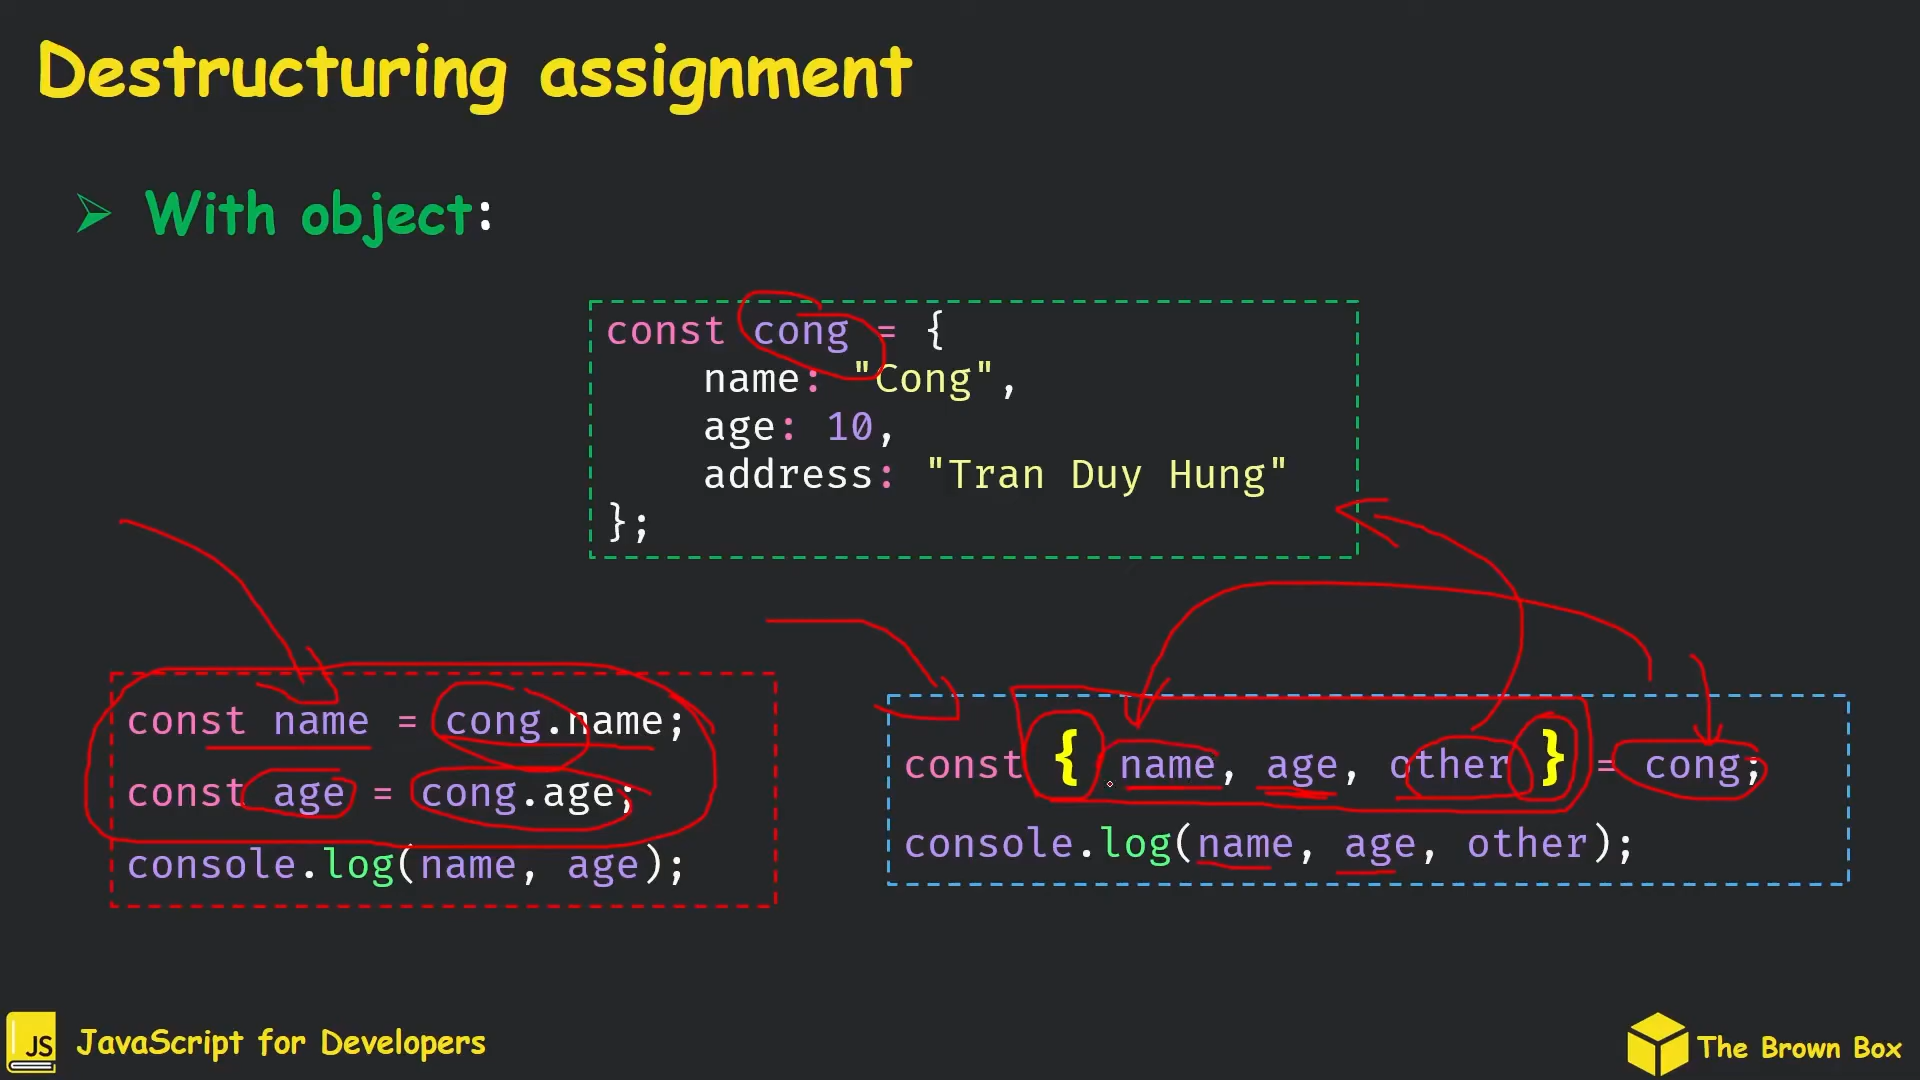 Destructuring assignment
With object:
const cong = {
name: "Cong",
age: 10,
address: "Tran Duy Hung"
};
const name = cong.name;
const age = cong.age;
console.log(name, age);
const { name, age, other } = cong;
console.log(name, age, other);
JS JavaScript for Developers
The Brown Box